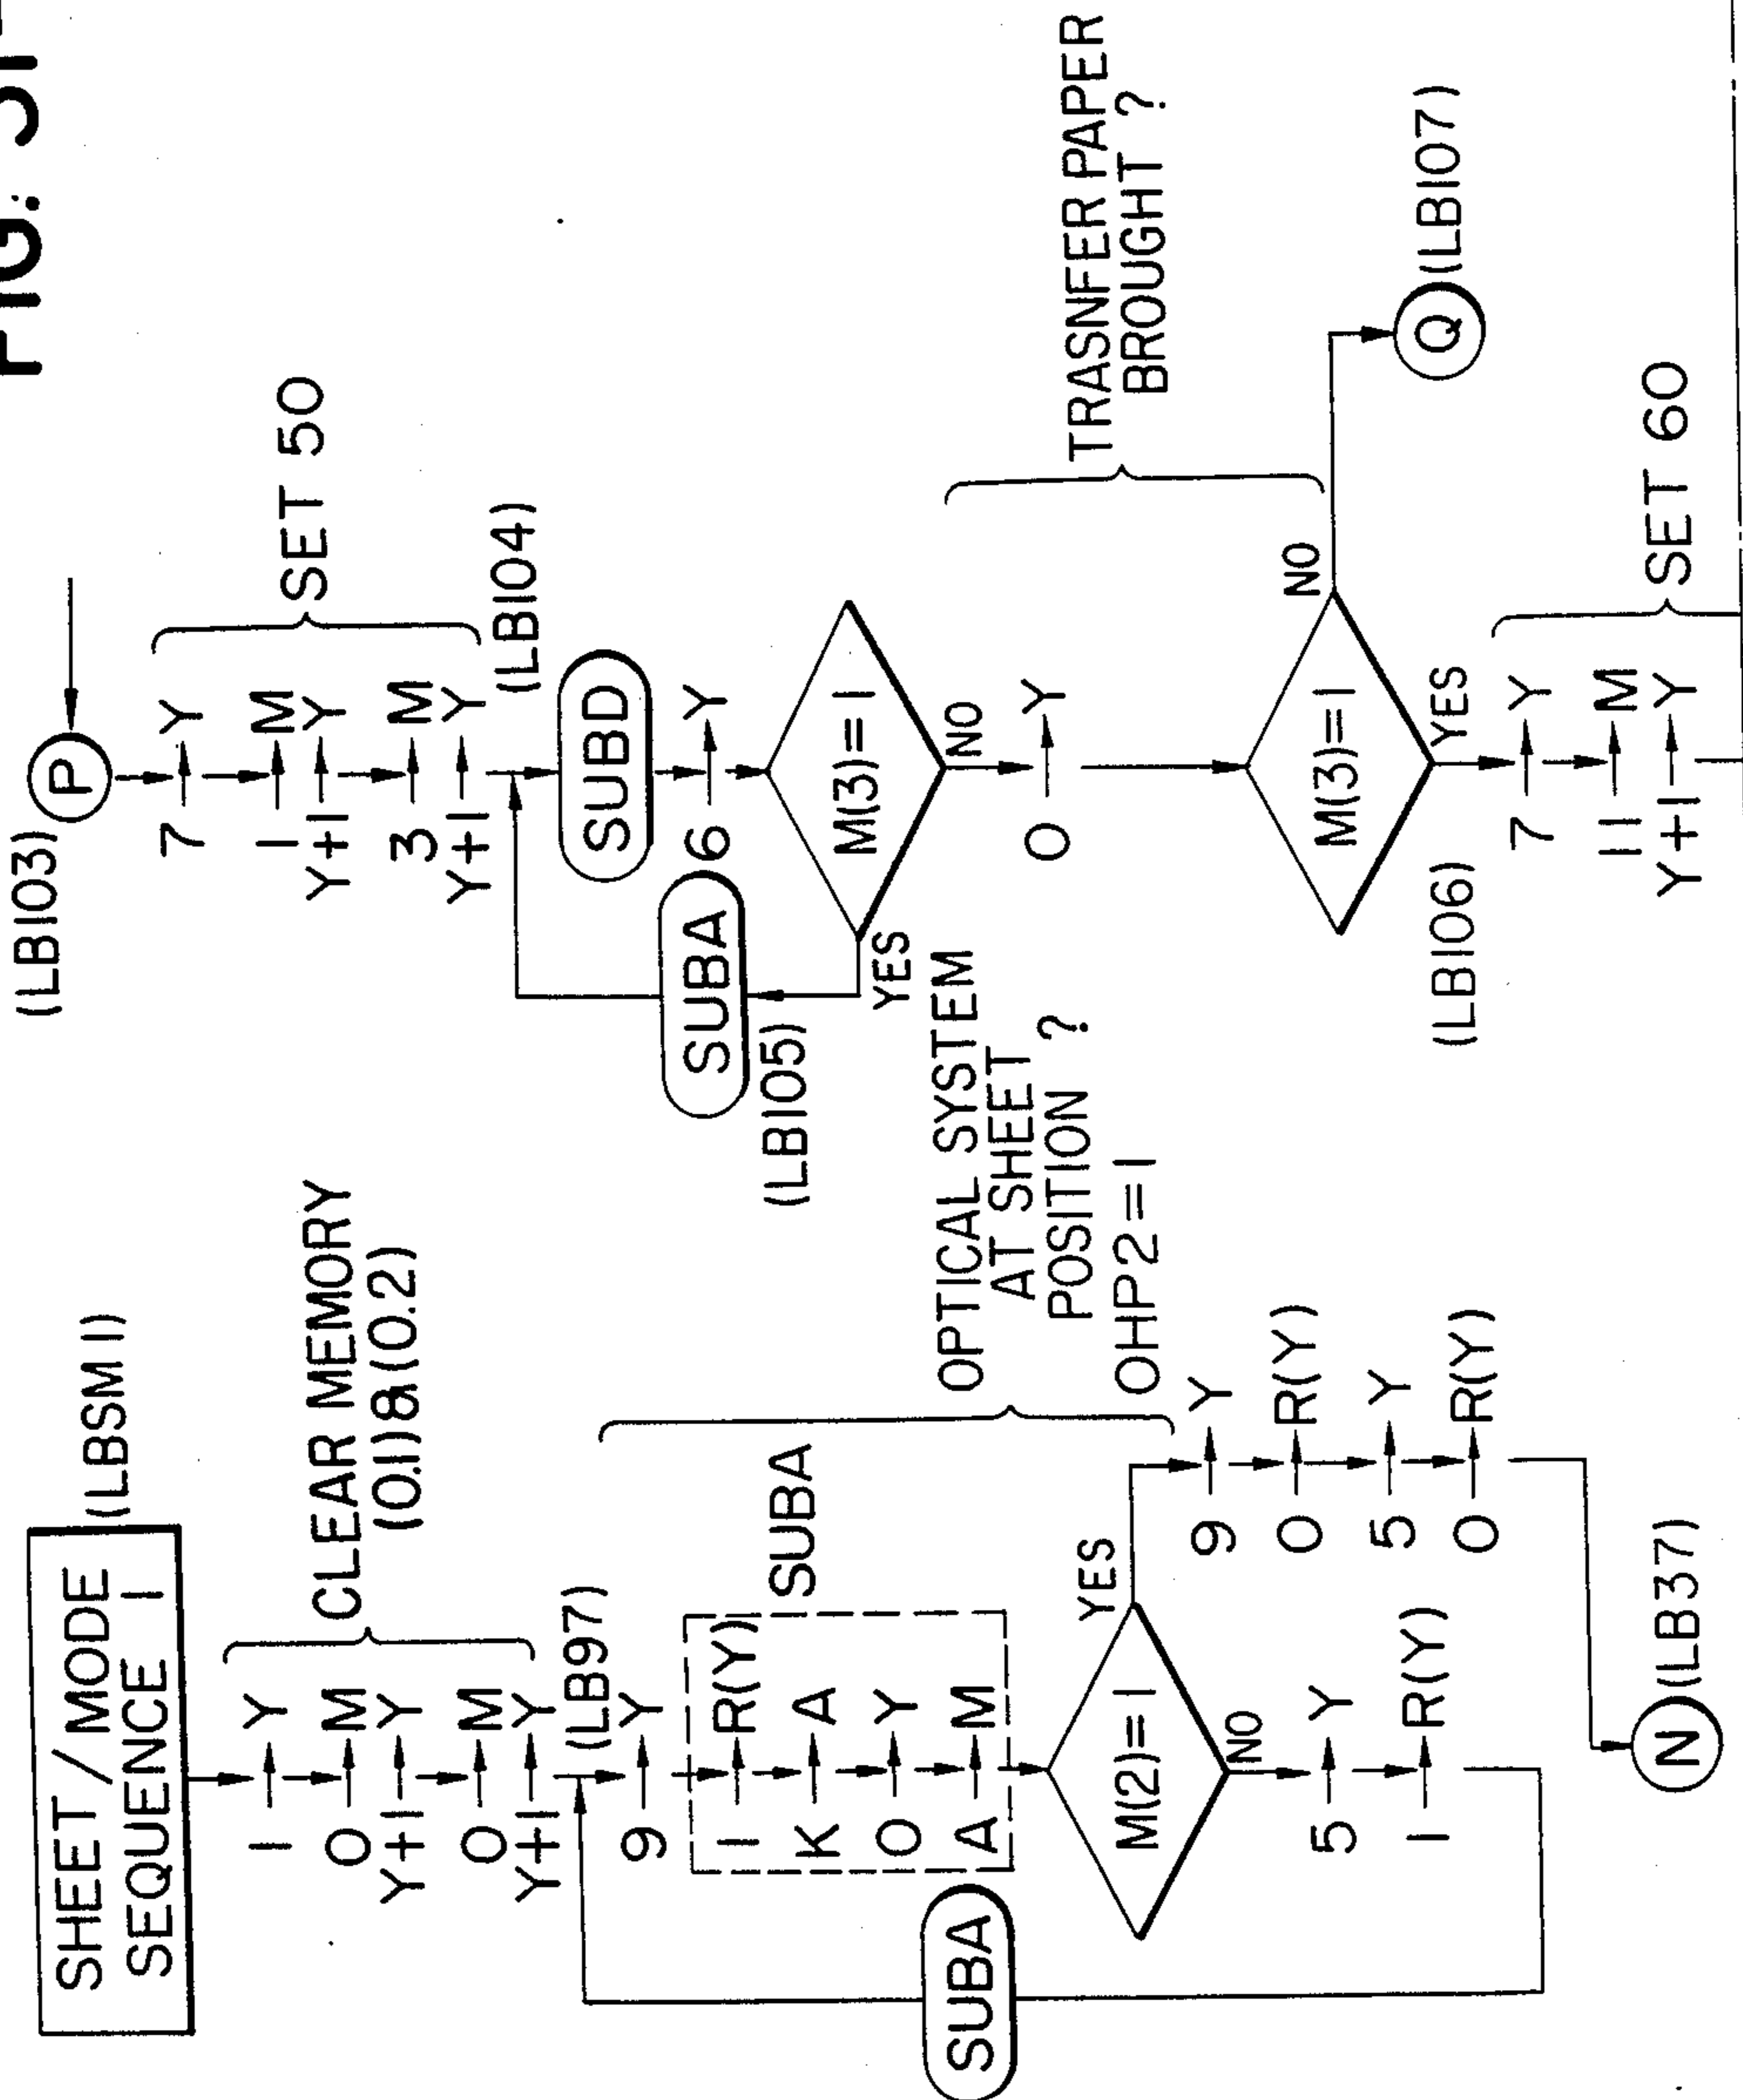 FIG. 31
SHEET / MODE
SEQUENCE 1
(LBSM1)
1 → Y
0 → M
Y+1 → Y
0 → M
Y+1 → Y
CLEAR MEMORY
(0.1)&(0.2)
(LB97)
9 → Y
SUBA
1 → R(Y)
K → A
0 → Y
A → M
OPTICAL SYSTEM
AT SHEET
POSITION ?
OHP2=1
SUBA
M(2)=1
YES
NO
5 → Y
1 → R(Y)
9 → Y
0 → R(Y)
5 → Y
0 → R(Y)
N (LB37)
(LB103)
P
7 → Y
1 → M
Y+1 → Y
3 → M
Y+1 → Y
SET 50
(LB104)
SUBD
SUBA
6 → Y
(LB105)
M(3)=1
YES
NO
0 → Y
TRASNFER PAPER
BROUGHT ?
M(3)=1
NO
Q (LB107)
(LB106)
YES
7 → Y
11 → M
Y+1 → Y
SET 60